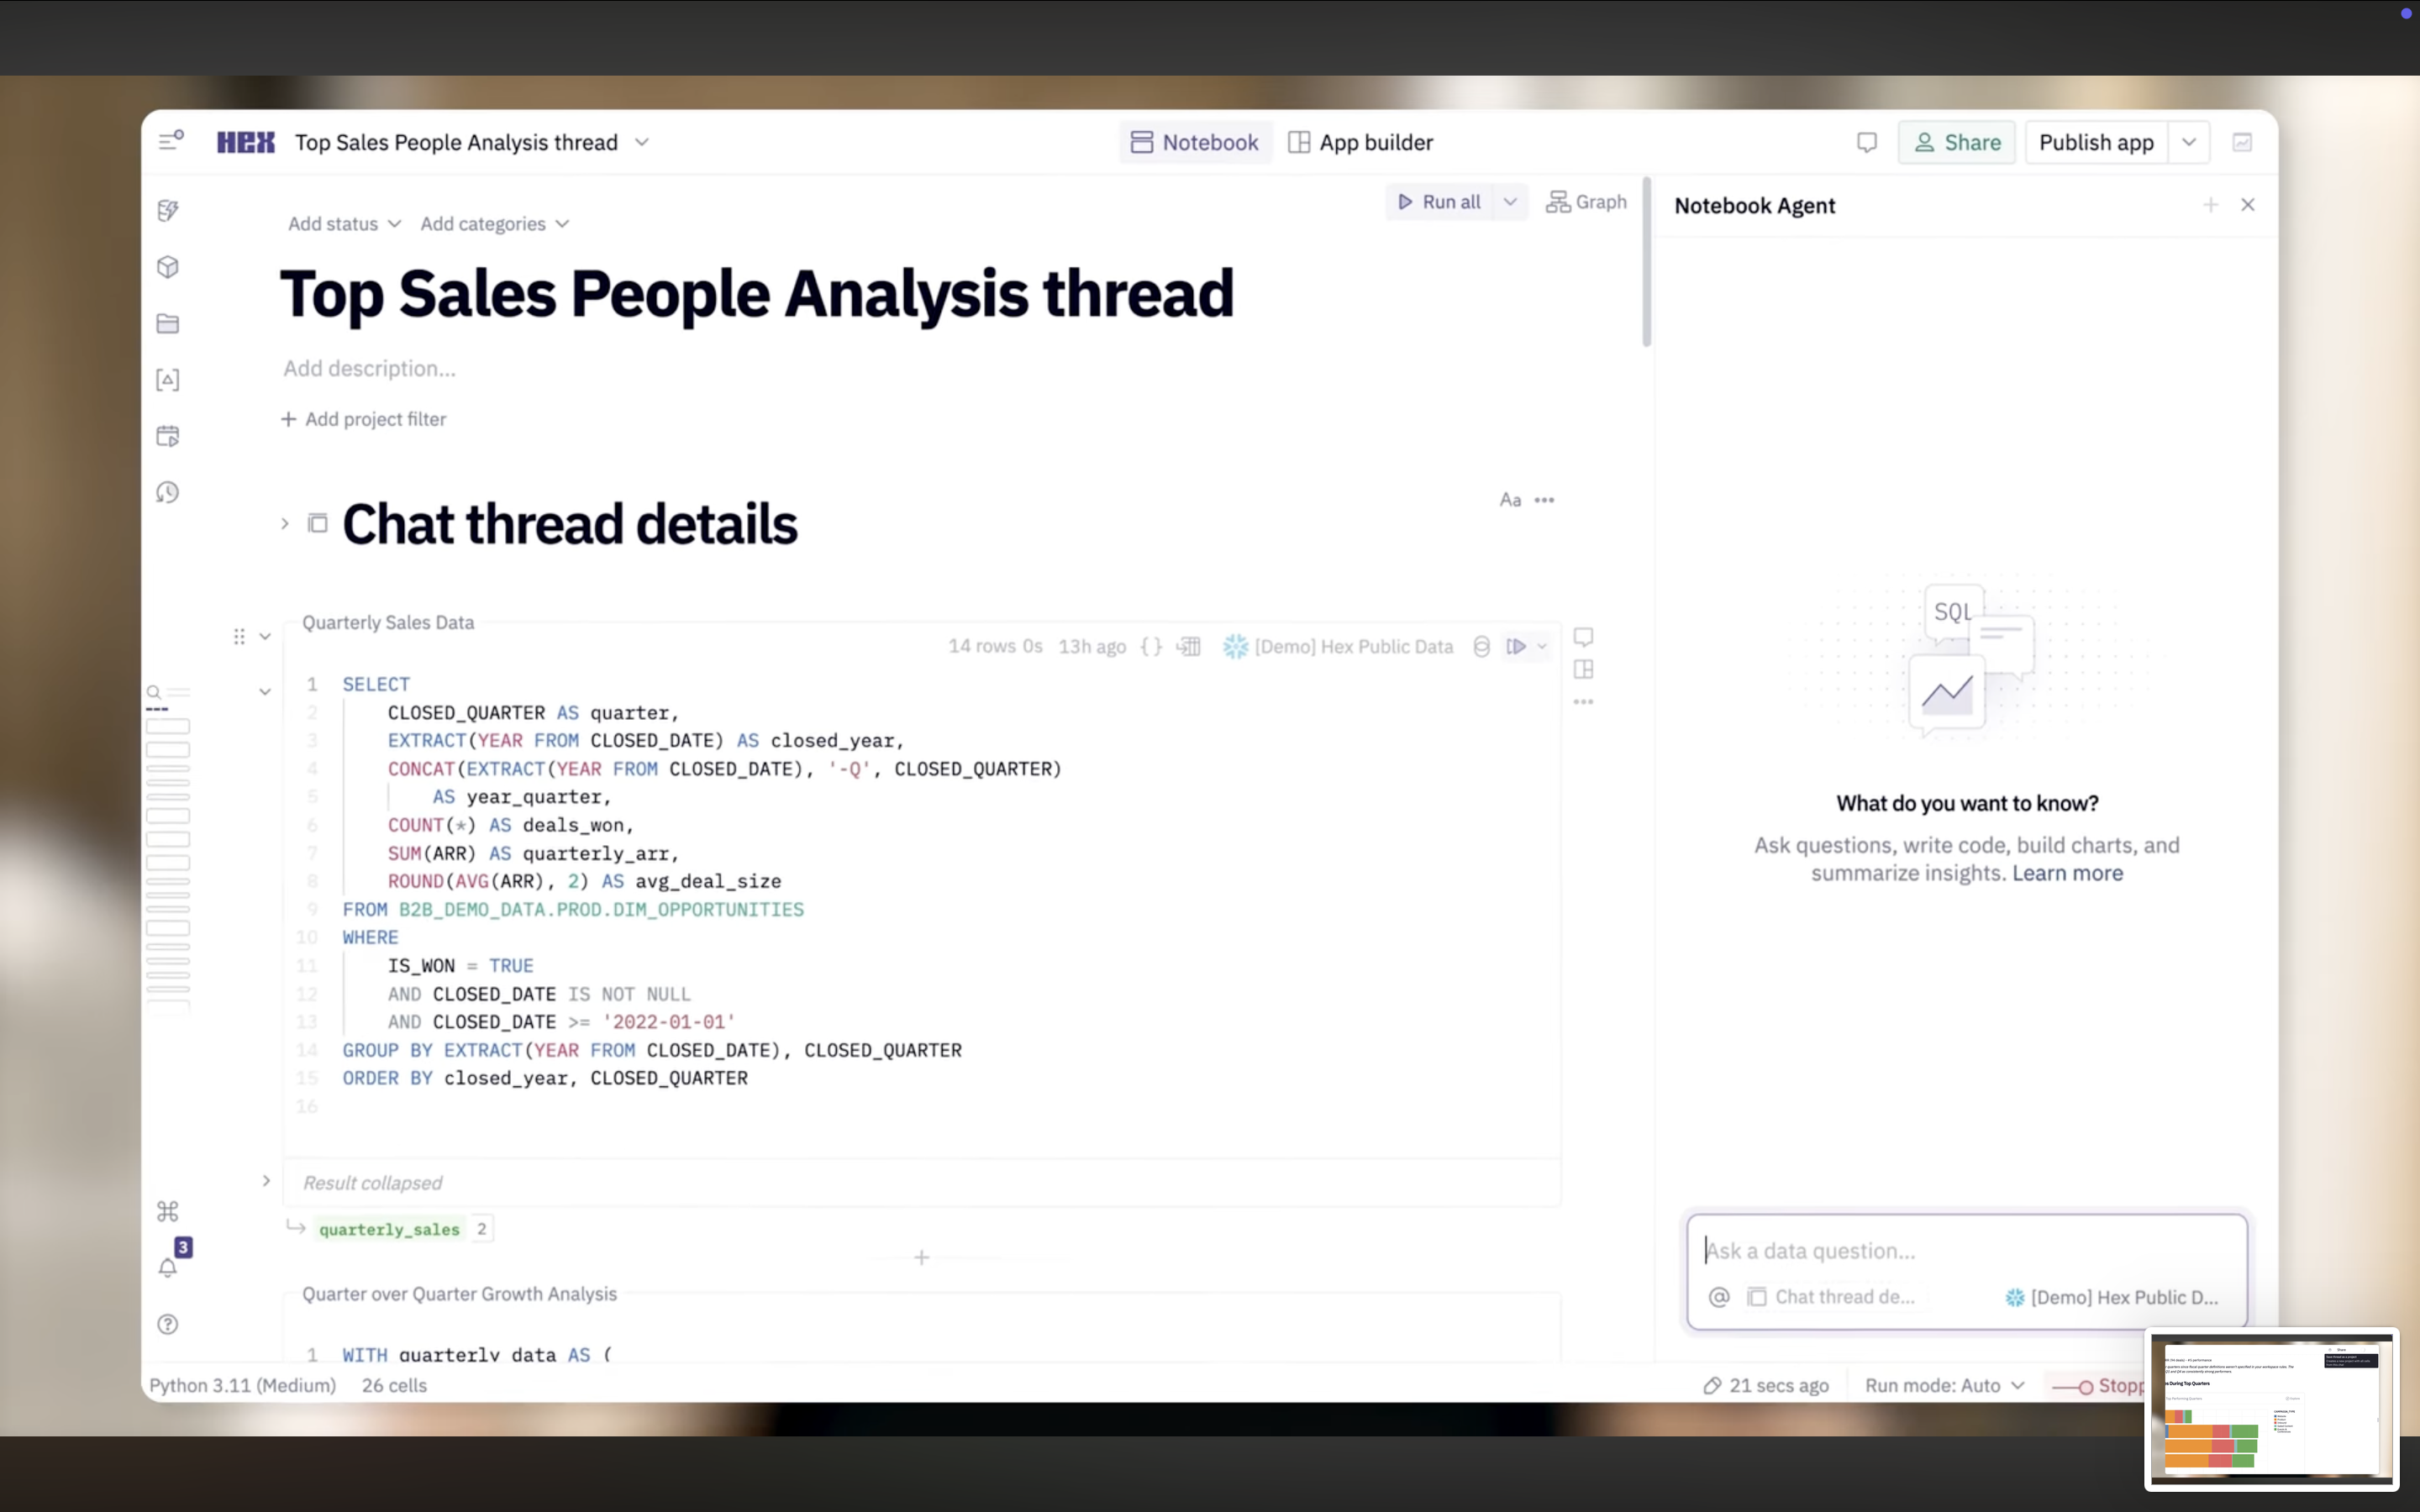 HEX Top Sales People Analysis thread
Notebook
App builder
Share
Publish app
Run all
Graph
Notebook Agent
Add status
Add categories
Top Sales People Analysis thread
Add description...
+ Add project filter
Chat thread details
Aa
Quarterly Sales Data
14 rows 0s 13h ago {} [Demo] Hex Public Data
1 SELECT
2 CLOSED_QUARTER AS quarter,
3 EXTRACT(YEAR FROM CLOSED_DATE) AS closed_year,
4 CONCAT(EXTRACT(YEAR FROM CLOSED_DATE), '-Q', CLOSED_QUARTER)
5 AS year_quarter,
6 COUNT(*) AS deals_won,
7 SUM(ARR) AS quarterly_arr,
8 ROUND(AVG(ARR), 2) AS avg_deal_size
9 FROM B2B_DEMO_DATA.PROD.DIM_OPPORTUNITIES
10 WHERE
11 IS_WON = TRUE
12 AND CLOSED_DATE IS NOT NULL
13 AND CLOSED_DATE >= '2022-01-01'
14 GROUP BY EXTRACT(YEAR FROM CLOSED_DATE), CLOSED_QUARTER
15 ORDER BY closed_year, CLOSED_QUARTER
16
Result collapsed
quarterly_sales 2
Quarter over Quarter Growth Analysis
1 WITH quarterly_data AS (
SQL
What do you want to know?
Ask questions, write code, build charts, and
summarize insights. Learn more
Ask a data question...
@ Chat thread de...
[Demo] Hex Public D...
3
Python 3.11 (Medium)
26 cells
21 secs ago
Run mode: Auto